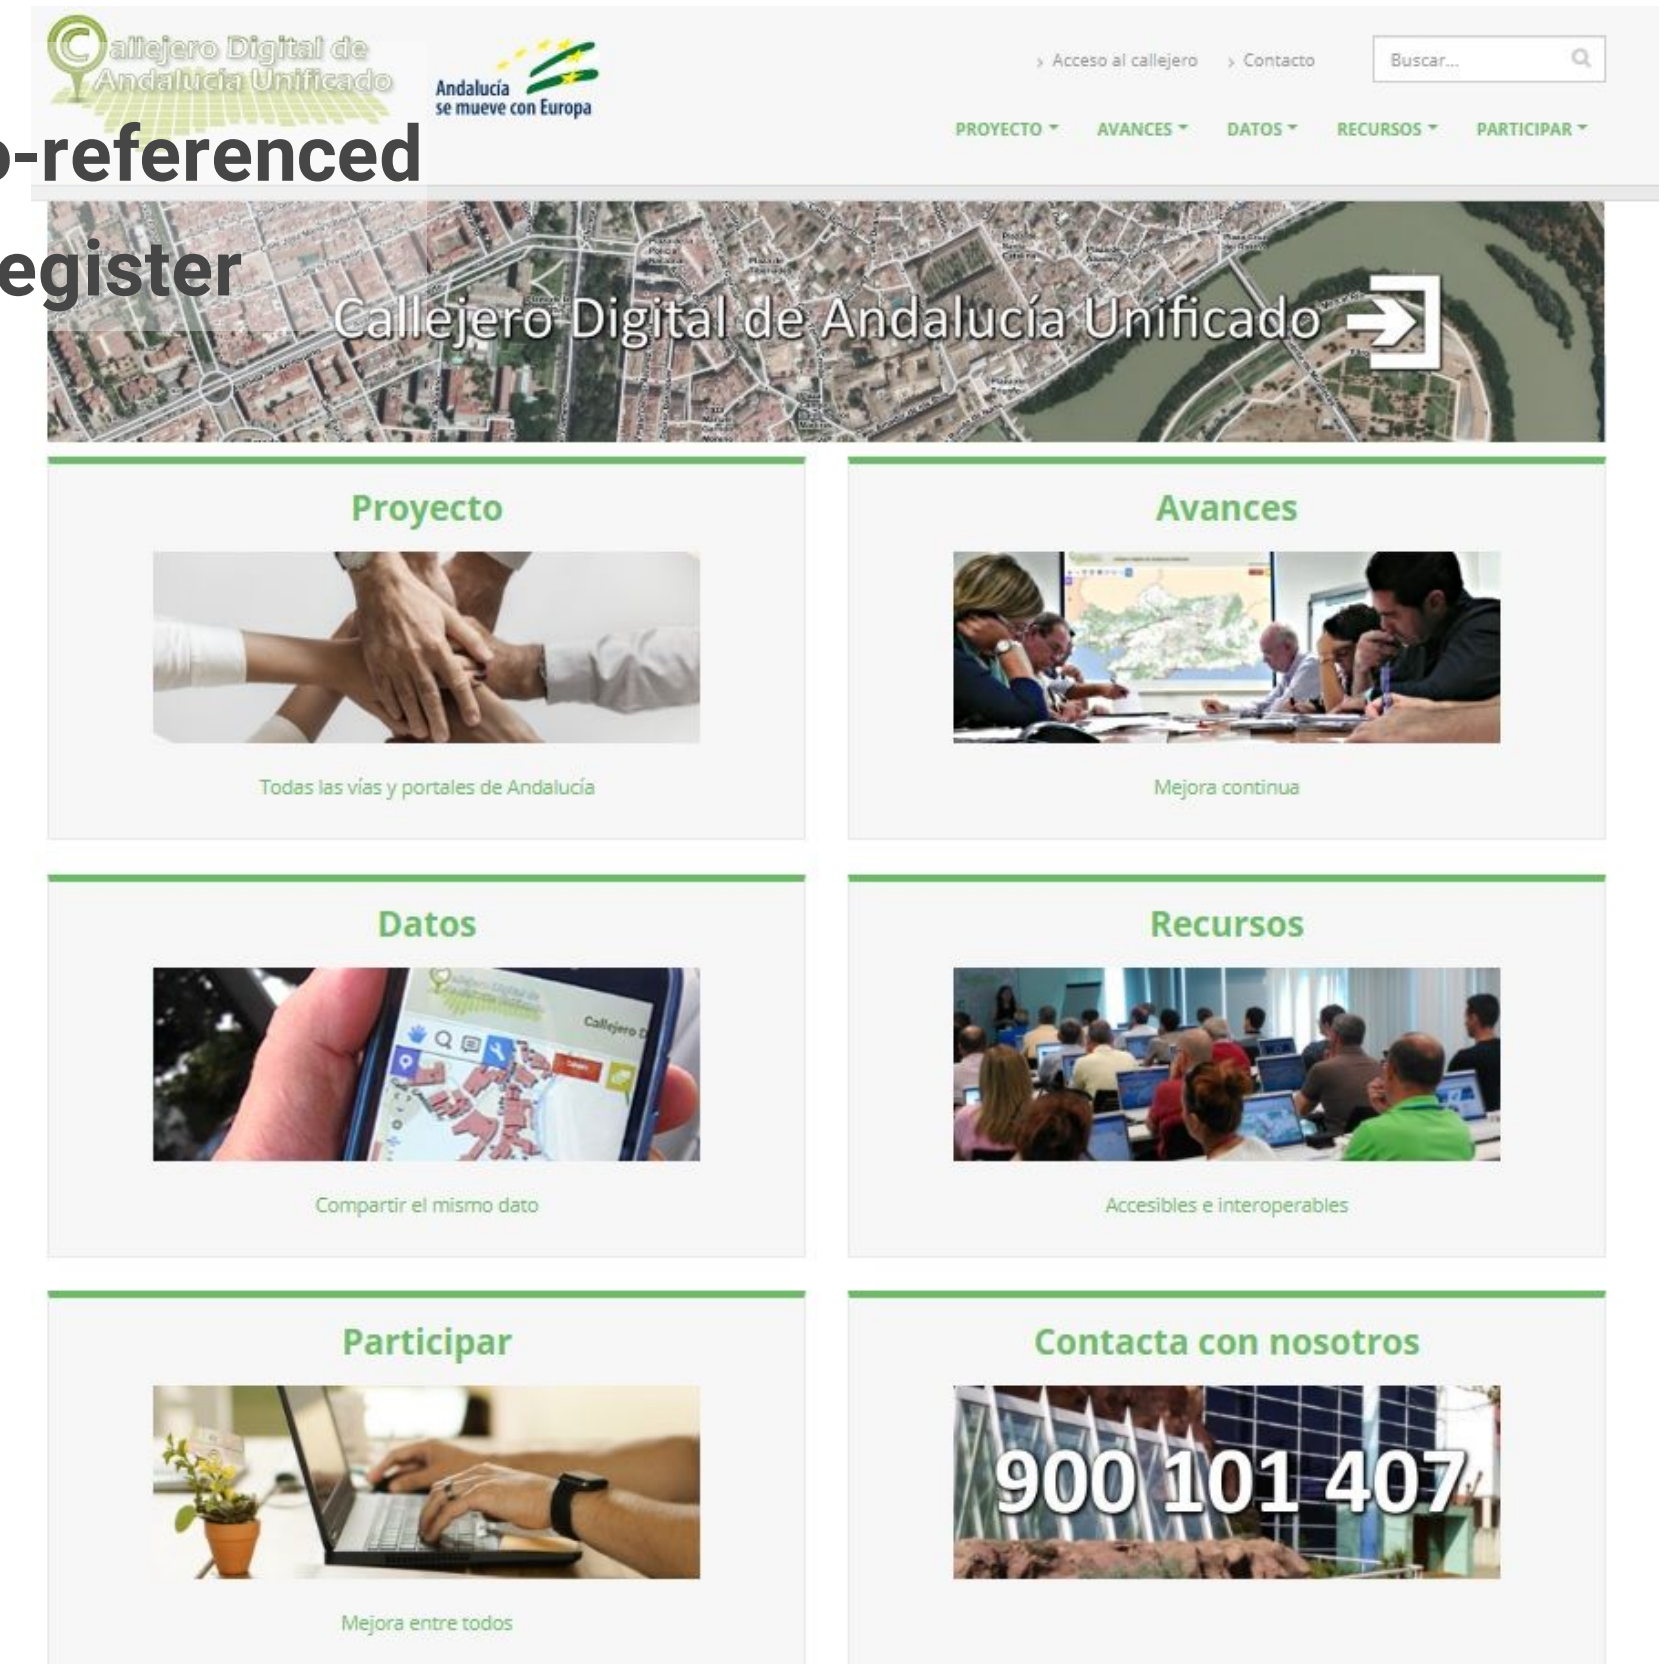 Callejero Digital de
Andalucía Unificado
Andalucía
se mueve con Europa
› Acceso al callejero › Contacto
Buscar...
PROYECTO AVANCES DATOS RECURSOS PARTICIPAR
o-referenced
egister
Callejero Digital de Andalucía Unificado
Proyecto
Avances
Todas las vías y portales de Andalucía
Mejora continua
Datos
Recursos
Callejero D
Compartir el mismo dato
Accesibles e interoperables
Participar
Contacta con nosotros
900 101 407
Mejora entre todos